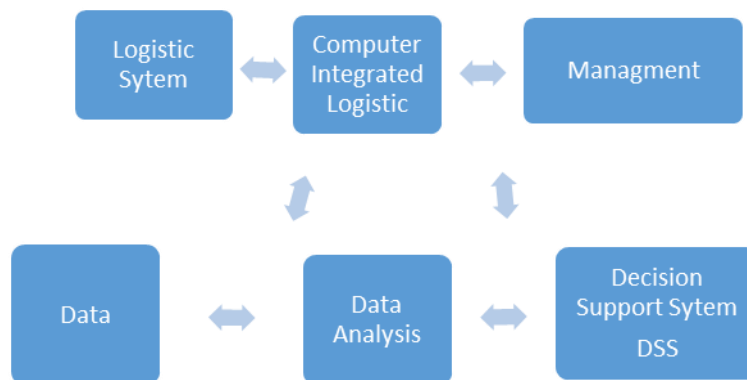 Logistic
Sytem
Computer
Integrated
Logistic
Managment
Data
Data
Analysis
Decision
Support Sytem
DSS